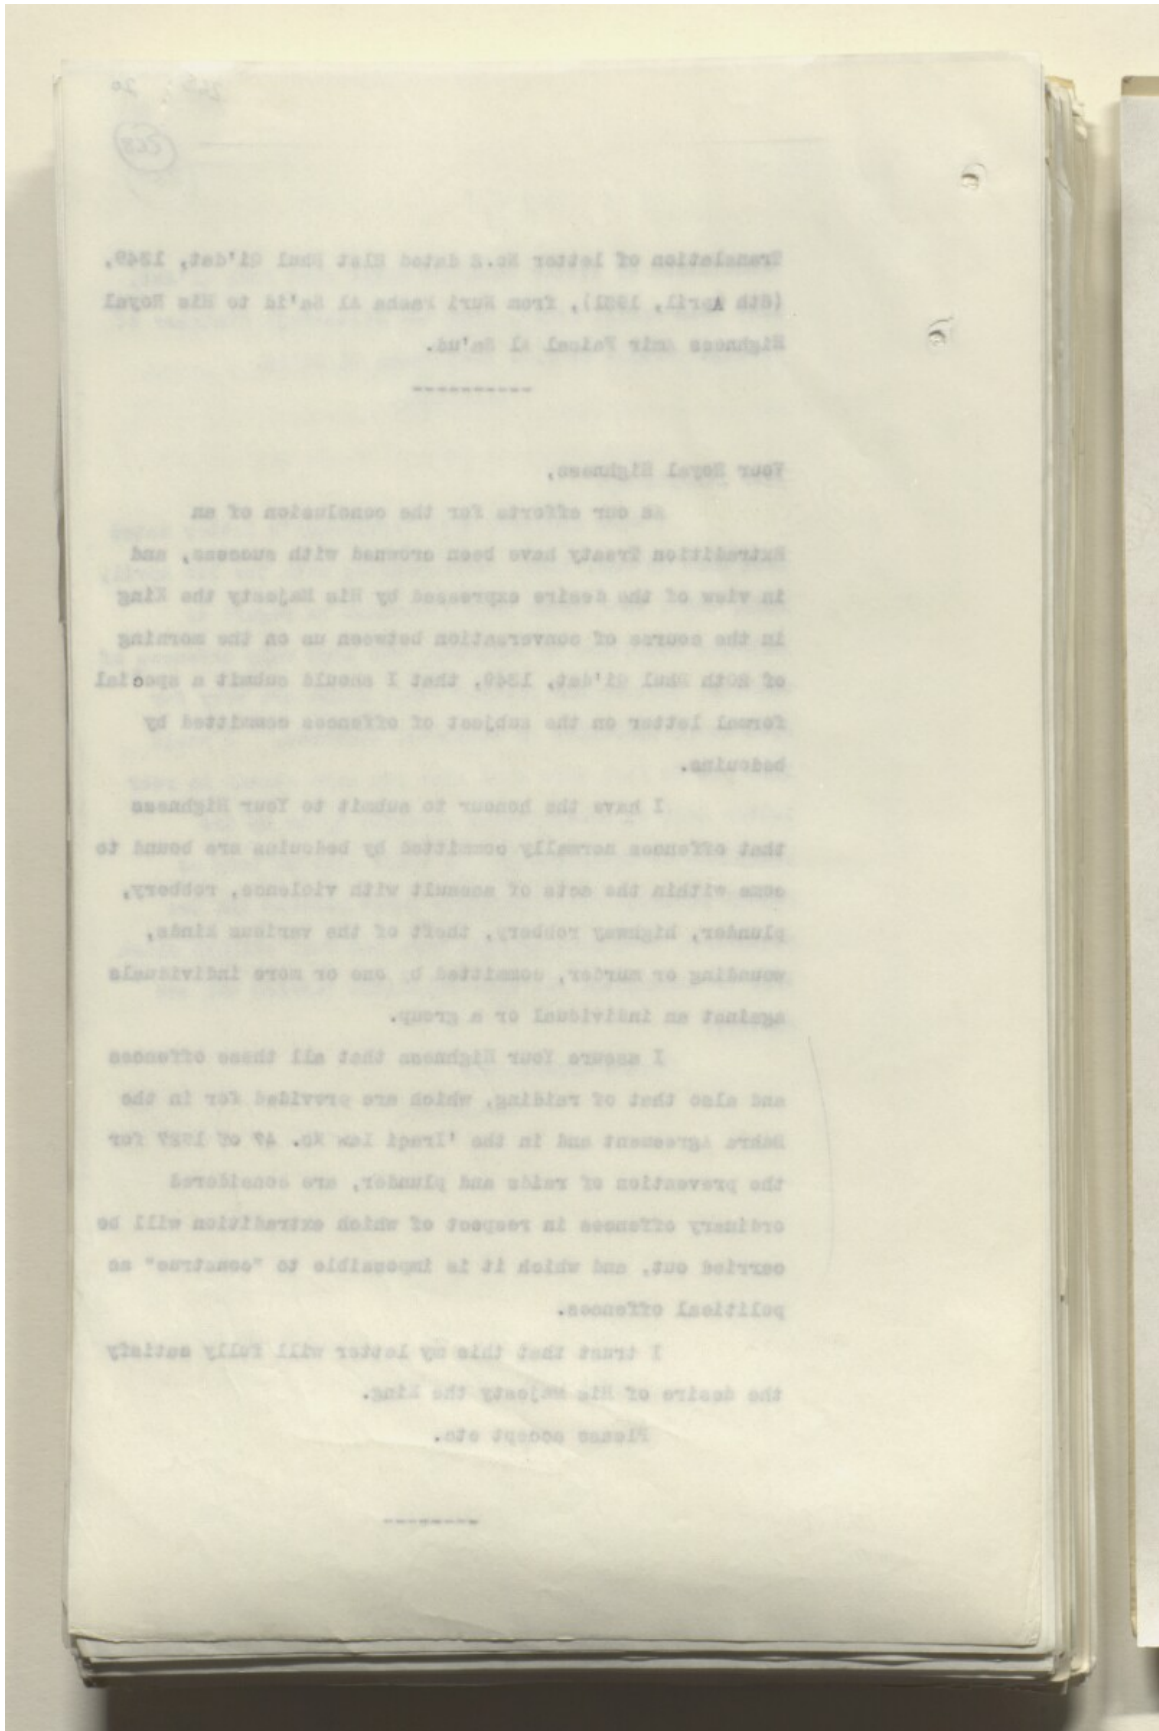 268
Translation of letter No.2 dated 21st Dhul Qi'dat, 1349,
(8th April, 1931), from Nuri Pasha Al Sa'id to His Royal
Highness Amir Faisal Al Sa'ud.
----------
Your Royal Highness,
As our efforts for the conclusion of an
Extradition Treaty have been crowned with success, and
in view of the desire expressed by His Majesty the King
in the course of conversation between us on the morning
of 20th Dhul Qi'dat, 1349, that I should submit a special
formal letter on the subject of offences committed by
bedouins.
I have the honour to submit to Your Highness
that offences normally committed by bedouins are bound to
come within the acts of assault with violence, robbery,
plunder, highway robbery, theft of the various kinds,
wounding or murder, committed by one or more individuals
against an individual or a group.
I assure Your Highness that all these offences
and also that of raiding, which are provided for in the
Bahra Agreement and in the 'Iraqi Law No. 47 of 1927 for
the prevention of raids and plunder, are considered
ordinary offences in respect of which extradition will be
carried out, and which it is impossible to "construe" as
political offences.
I trust that this my letter will fully satisfy
the desire of His Majesty the King.
Please accept etc.
--------